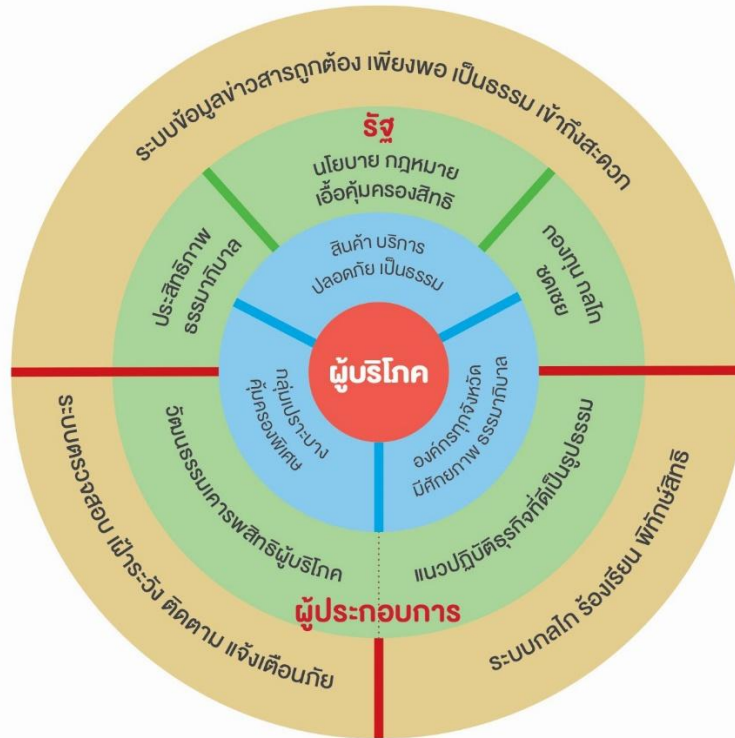 ระบบข้อมูลข่าวสารถูกต้อง เพียงพอ เป็นธรรม เข้าถึงสะดวก
รัฐ
นโยบาย กฎหมาย
เอื้อคุ้มครองสิทธิ
ประสิทธิภาพ
ธรรมาภิบาล
กองทุน กลไก
ชดเชย
สินค้า บริการ
ปลอดภัย เป็นธรรม
ผู้บริโภค
กลุ่มเปราะบาง
คุ้มครองพิเศษ
องค์กรทุกจังหวัด
มีศักยภาพ ธรรมาภิบาล
วัฒนธรรมเคารพสิทธิผู้บริโภค
แนวปฏิบัติธุรกิจที่ดีเป็นรูปธรรม
ผู้ประกอบการ
ระบบตรวจสอบ เฝ้าระวัง ติดตาม แจ้งเตือนภัย
ระบบกลไก ร้องเรียน พิทักษ์สิทธิ